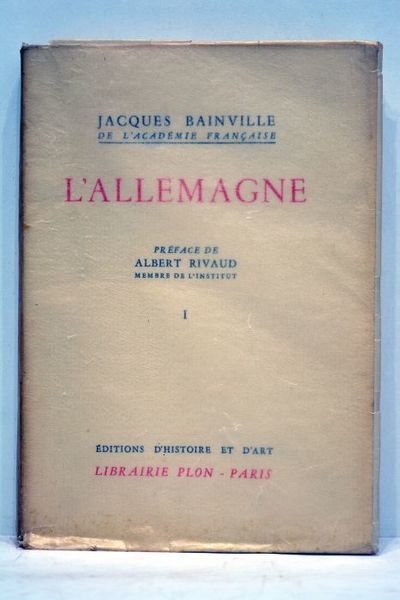 JACQUES BAINVILLE
DE L'ACADÉMIE FRANÇAISE
L'ALLEMAGNE
PRÉFACE DE
ALBERT RIVAUD
MEMBRE DE L'INSTITUT
I
ÉDITIONS D'HISTOIRE ET D'ART
LIBRAIRIE PLON - PARIS